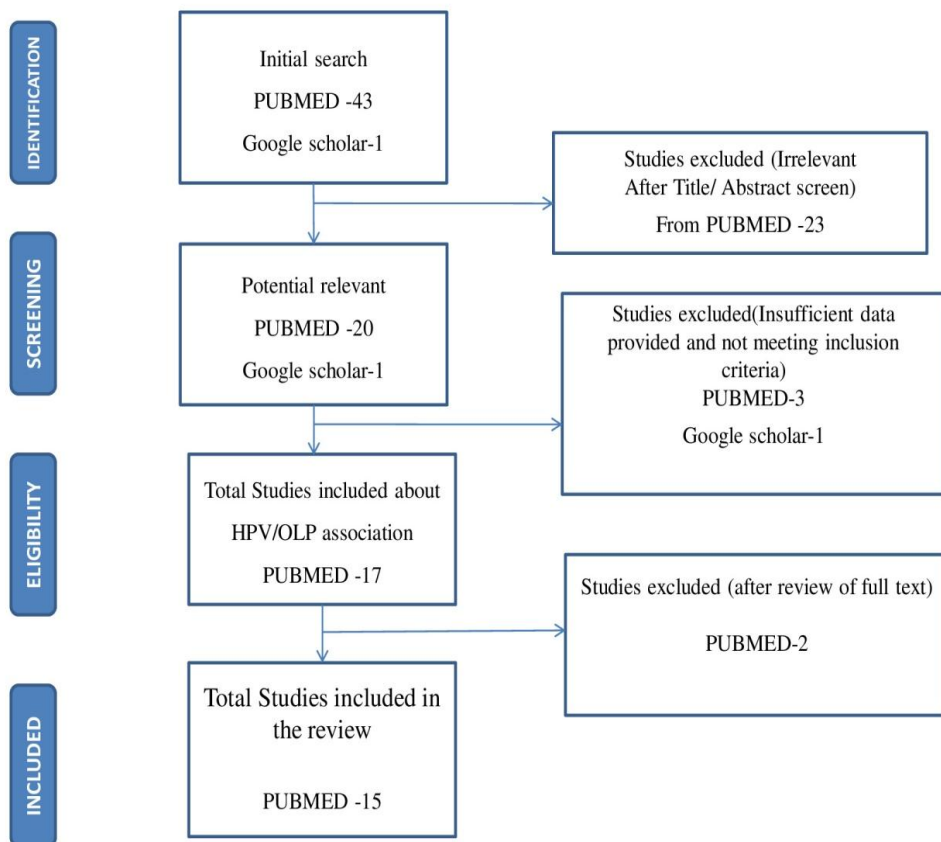 IDENTIFICATION
Initial search
PUBMED -43
Google scholar-1
Studies excluded (Irrelevant
After Title/ Abstract screen)
From PUBMED -23
SCREENING
Potential relevant
PUBMED -20
Google scholar-1
Studies excluded(Insufficient data
provided and not meeting inclusion
criteria)
PUBMED-3
Google scholar-1
ELIGIBILITY
Total Studies included about
HPV/OLP association
PUBMED -17
Studies excluded (after review of full text)
PUBMED-2
INCLUDED
Total Studies included in
the review
PUBMED -15